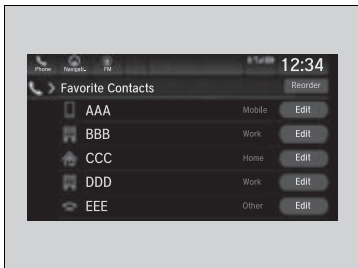 Phone Navigati.. FM 12:34
Favorite Contacts Reorder
AAA Mobile Edit
BBB Work Edit
CCC Home Edit
DDD Work Edit
EEE Other Edit